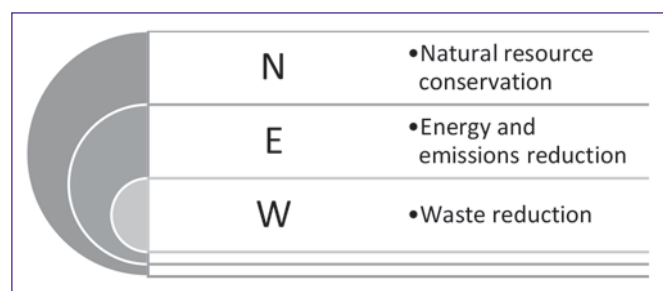 N
•Natural resource
conservation
E
•Energy and
emissions reduction
W
•Waste reduction